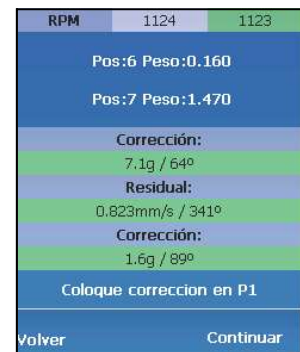 RPM 1124 1123
Pos:6 Peso:0.160
Pos:7 Peso:1.470
Corrección:
7.1g / 64º
Residual:
0.823mm/s / 341º
Corrección:
1.6g / 89º
Coloque correccion en P1
Volver Continuar